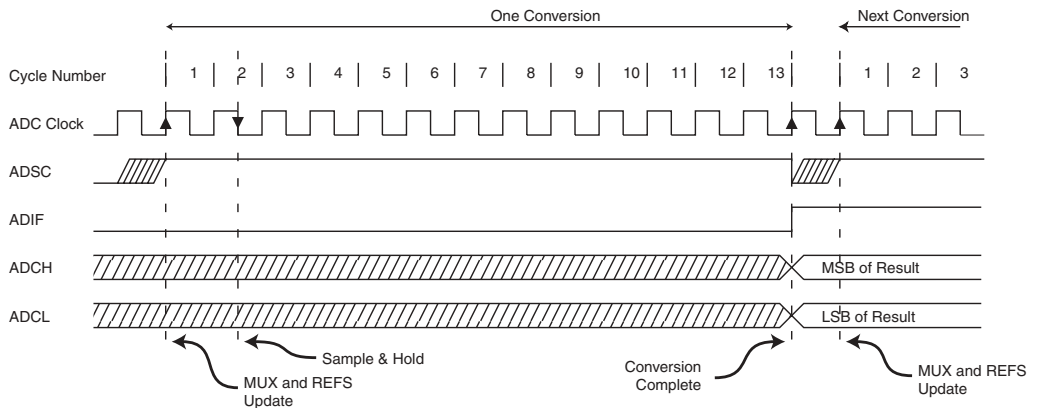 One Conversion
Next Conversion
Cycle Number 1 2 3 4 5 6 7 8 9 10 11 12 13 1 2 3
ADC Clock
ADSC
ADIF
ADCH MSB of Result
ADCL LSB of Result
Sample & Hold
MUX and REFS
Update
Conversion
Complete
MUX and REFS
Update